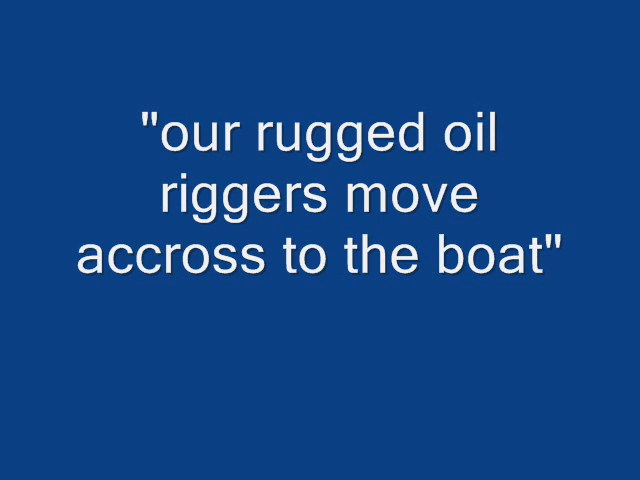 "our rugged oil
riggers move
accross to the boat"